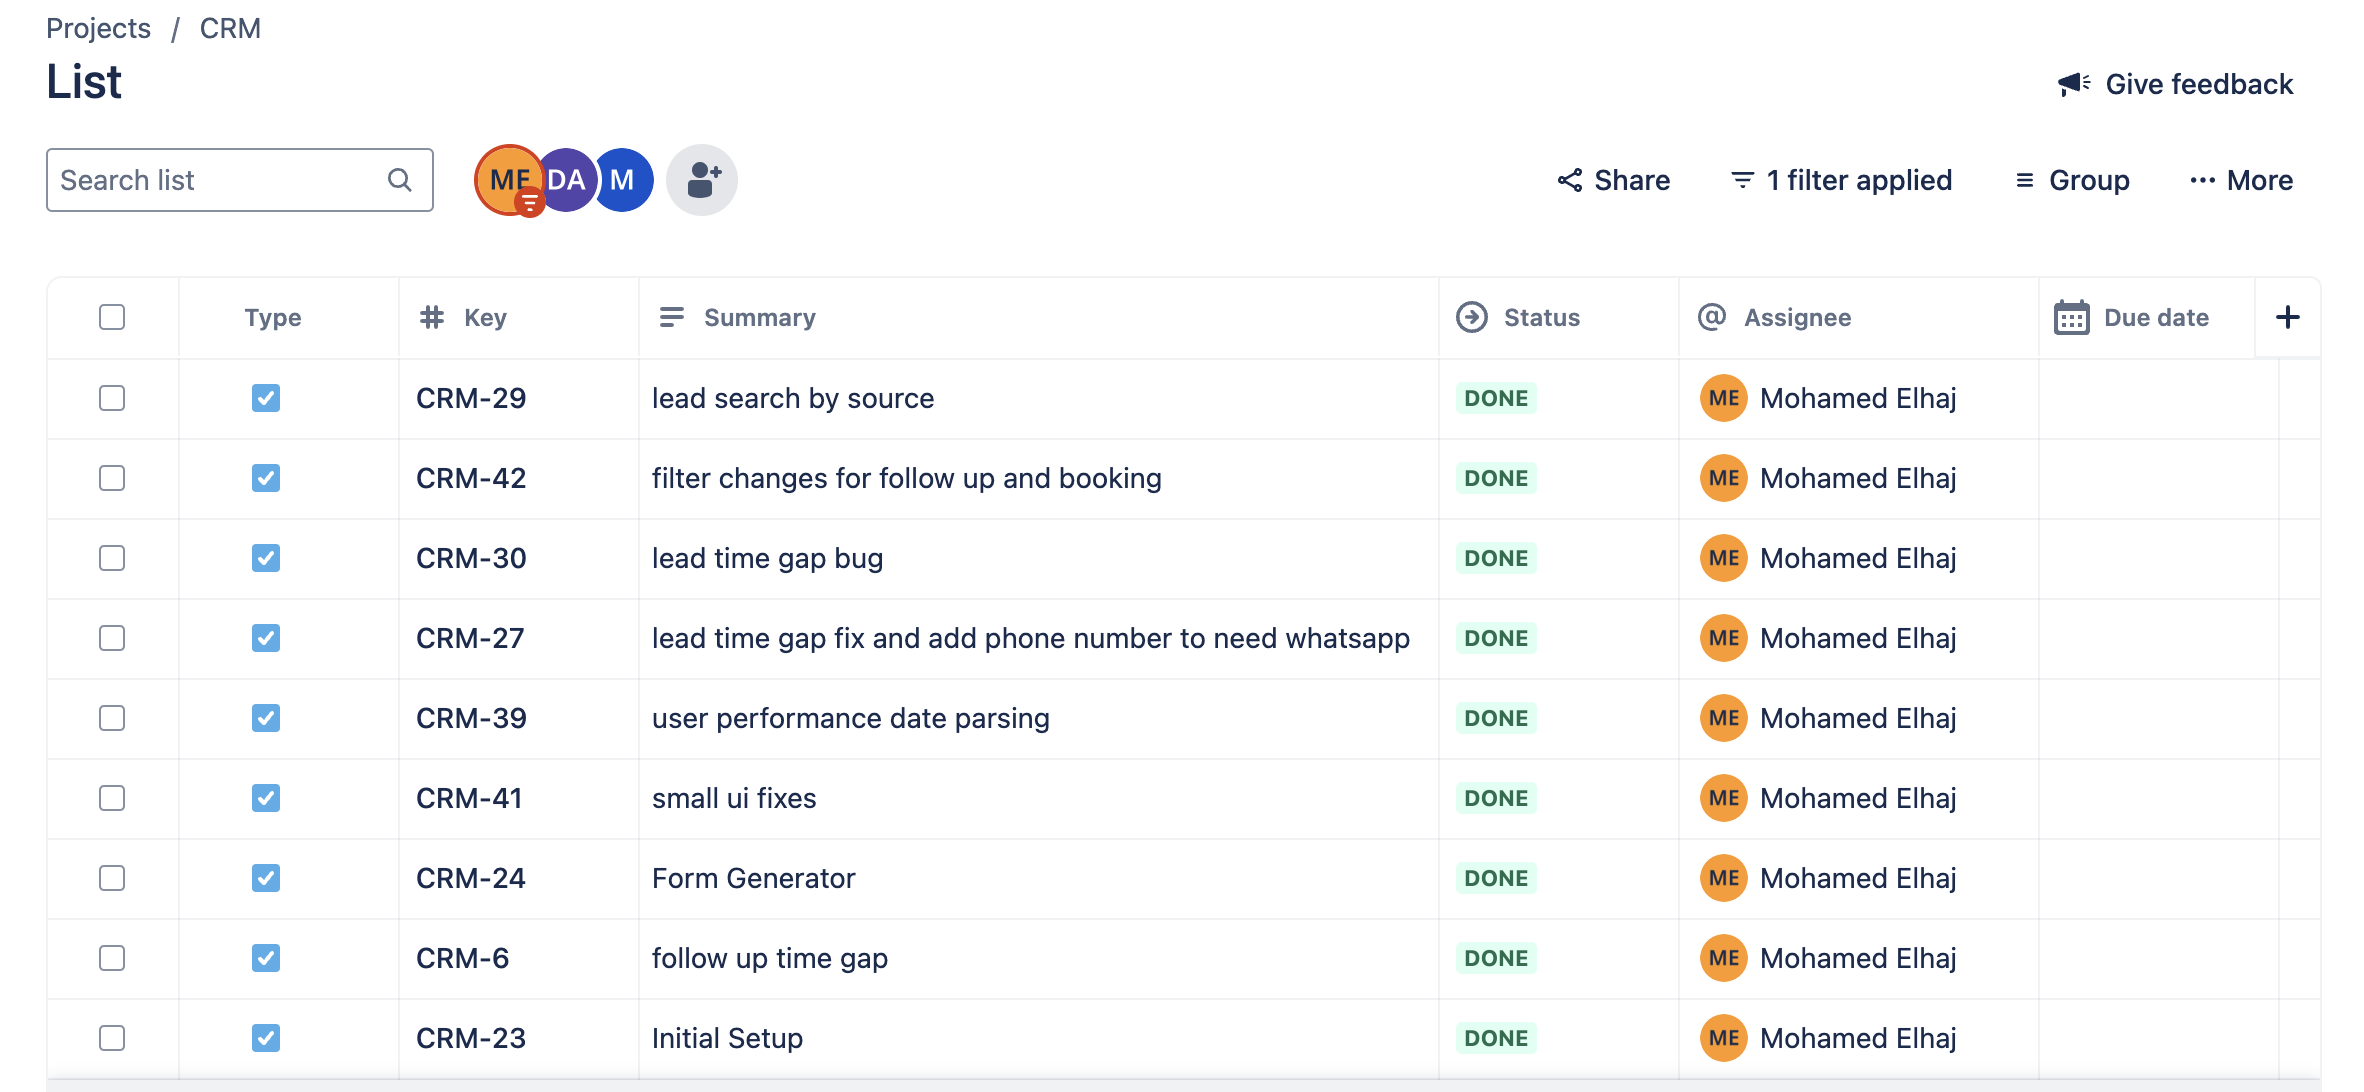 Projects / CRM
List
Give feedback
Search list
ME DA M
Share 1 filter applied Group More
Type Key Summary Status Assignee Due date
CRM-29 lead search by source DONE ME Mohamed Elhaj
CRM-42 filter changes for follow up and booking DONE ME Mohamed Elhaj
CRM-30 lead time gap bug DONE ME Mohamed Elhaj
CRM-27 lead time gap fix and add phone number to need whatsapp DONE ME Mohamed Elhaj
CRM-39 user performance date parsing DONE ME Mohamed Elhaj
CRM-41 small ui fixes DONE ME Mohamed Elhaj
CRM-24 Form Generator DONE ME Mohamed Elhaj
CRM-6 follow up time gap DONE ME Mohamed Elhaj
CRM-23 Initial Setup DONE ME Mohamed Elhaj